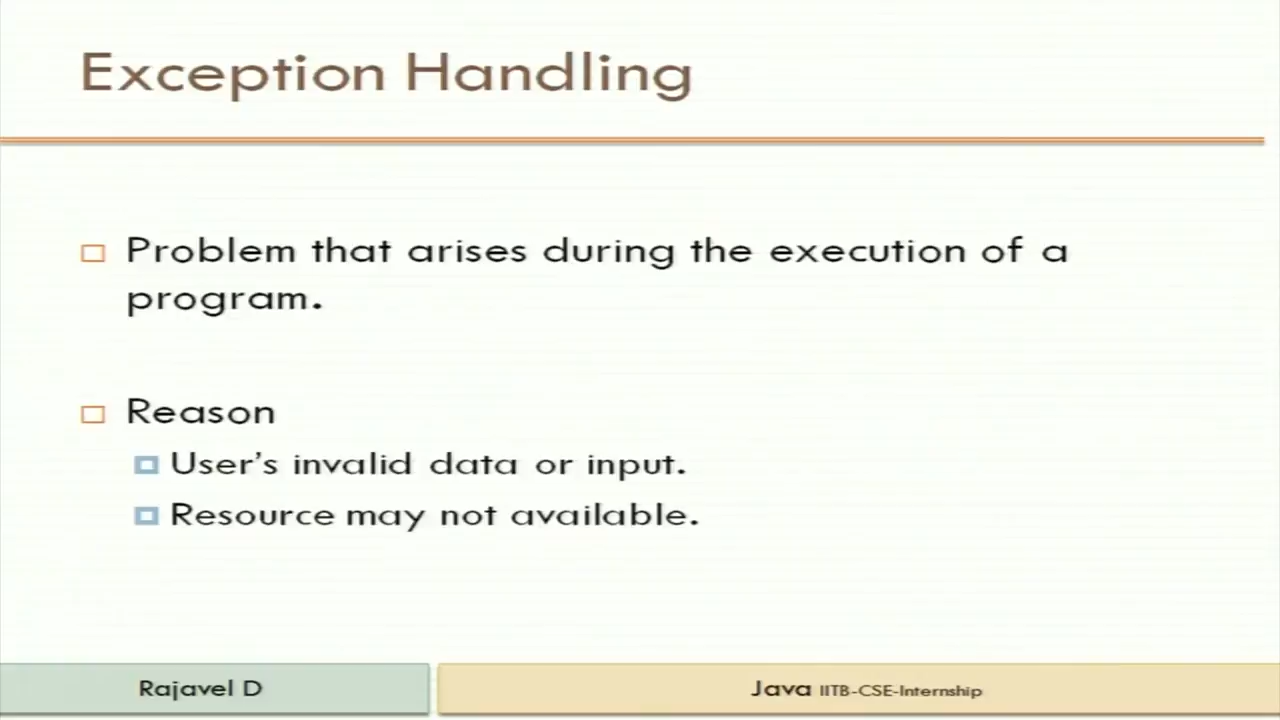 Exception Handling
Problem that arises during the execution of a
program.
Reason
User's invalid data or input.
Resource may not available.
Rajavel D
Java IITB-CSE-Internship